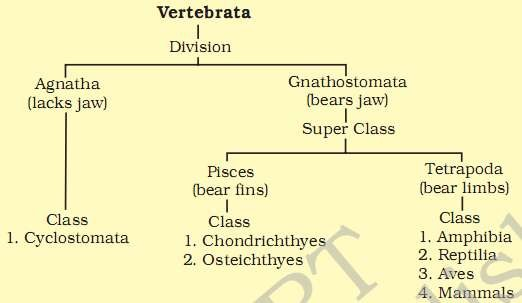 Vertebrata
Division
Agnatha
(lacks jaw)
Gnathostomata
(bears jaw)
Super Class
Pisces
(bear fins)
Tetrapoda
(bear limbs)
Class
1. Cyclostomata
Class
1. Chondrichthyes
2. Osteichthyes
Class
1. Amphibia
2. Reptilia
3. Aves
4. Mammals